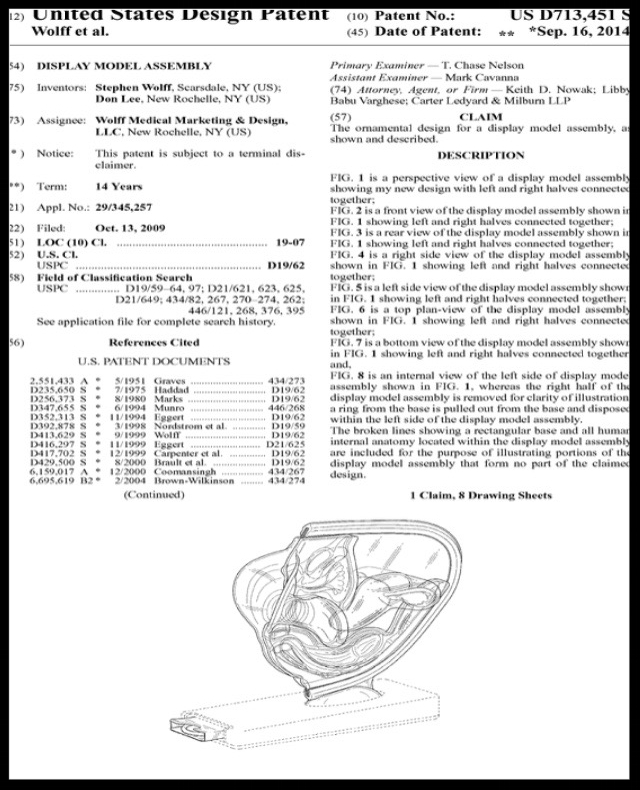 12) United States Design Patent
Wolff et al.
(10) Patent No.: US D713,451 S
(45) Date of Patent: ** *Sep. 16, 2014
54) DISPLAY MODEL ASSEMBLY
75) Inventors: Stephen Wolff, Scarsdale, NY (US);
Don Lee, New Rochelle, NY (US)
73) Assignee: Wolff Medical Marketing & Design,
LLC, New Rochelle, NY (US)
* ) Notice: This patent is subject to a terminal dis-
claimer.
**) Term: 14 Years
21) Appl. No.: 29/345,257
22) Filed: Oct. 13, 2009
51) LOC (10) Cl. ................................ 19-07
52) U.S. Cl.
USPC ........................................ D19/62
58) Field of Classification Search
USPC .............. D19/59–64, 97; D21/621, 623, 625,
D21/649; 434/82, 267, 270–274, 262;
446/121, 268, 376, 395
See application file for complete search history.
56) References Cited
U.S. PATENT DOCUMENTS
2,551,433 A * 5/1951 Graves ..................... 434/273
D235,650 S * 7/1975 Haddad .................... D19/62
D256,373 S * 8/1980 Marks ...................... D19/62
D347,655 S * 6/1994 Munro ..................... 446/268
D352,313 S * 11/1994 Eggert ..................... D19/62
D392,878 S * 3/1998 Nordstrom et al. ........ D19/59
D413,629 S * 9/1999 Wolff ....................... D19/62
D416,297 S * 11/1999 Eggert ..................... D21/625
D417,702 S * 12/1999 Carpenter et al. .......... D19/62
D429,500 S * 8/2000 Brault et al. ............... D19/62
6,159,017 A * 12/2000 Coomansingh ............ 434/267
6,695,619 B2 * 2/2004 Brown-Wilkinson ....... 434/274
(Continued)
Primary Examiner — T. Chase Nelson
Assistant Examiner — Mark Cavanna
(74) Attorney, Agent, or Firm — Keith D. Nowak; Libby
Babu Varghese; Carter Ledyard & Milburn LLP
(57) CLAIM
The ornamental design for a display model assembly, as
shown and described.
DESCRIPTION
FIG. 1 is a perspective view of a display model assembly
showing my new design with left and right halves connected
together;
FIG. 2 is a front view of the display model assembly shown in
FIG. 1 showing left and right halves connected together;
FIG. 3 is a rear view of the display model assembly shown in
FIG. 1 showing left and right halves connected together;
FIG. 4 is a right side view of the display model assembly
shown in FIG. 1 showing left and right halves connected
together;
FIG. 5 is a left side view of the display model assembly shown
in FIG. 1 showing left and right halves connected together;
FIG. 6 is a top plan-view of the display model assembly
shown in FIG. 1 showing left and right halves connected
together;
FIG. 7 is a bottom view of the display model assembly shown
in FIG. 1 showing left and right halves connected together
and,
FIG. 8 is an internal view of the left side of display model
assembly shown in FIG. 1, whereas the right half of the
display model assembly is removed for clarity of illustration
a ring from the base is pulled out from the base and disposed
within the left side of the display model assembly.
The broken lines showing a rectangular base and all human
internal anatomy located within the display model assembly
are included for the purpose of illustrating portions of the
display model assembly that form no part of the claimed
design.
1 Claim, 8 Drawing Sheets